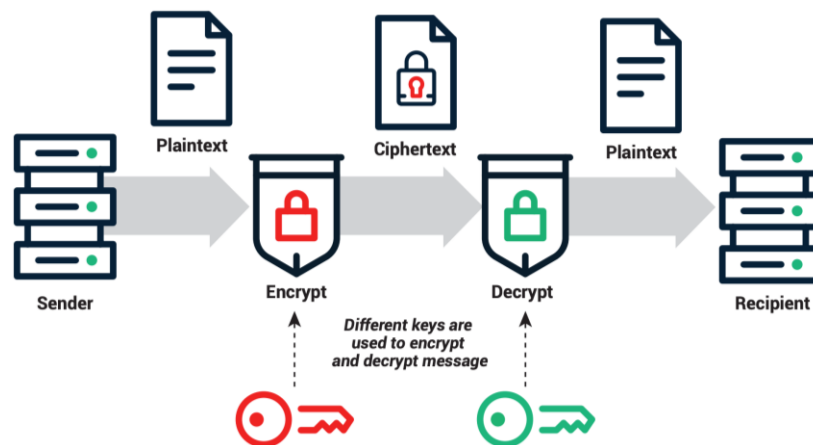 Plaintext
Ciphertext
Plaintext
Sender
Encrypt
Decrypt
Recipient
Different keys are
used to encrypt
and decrypt message